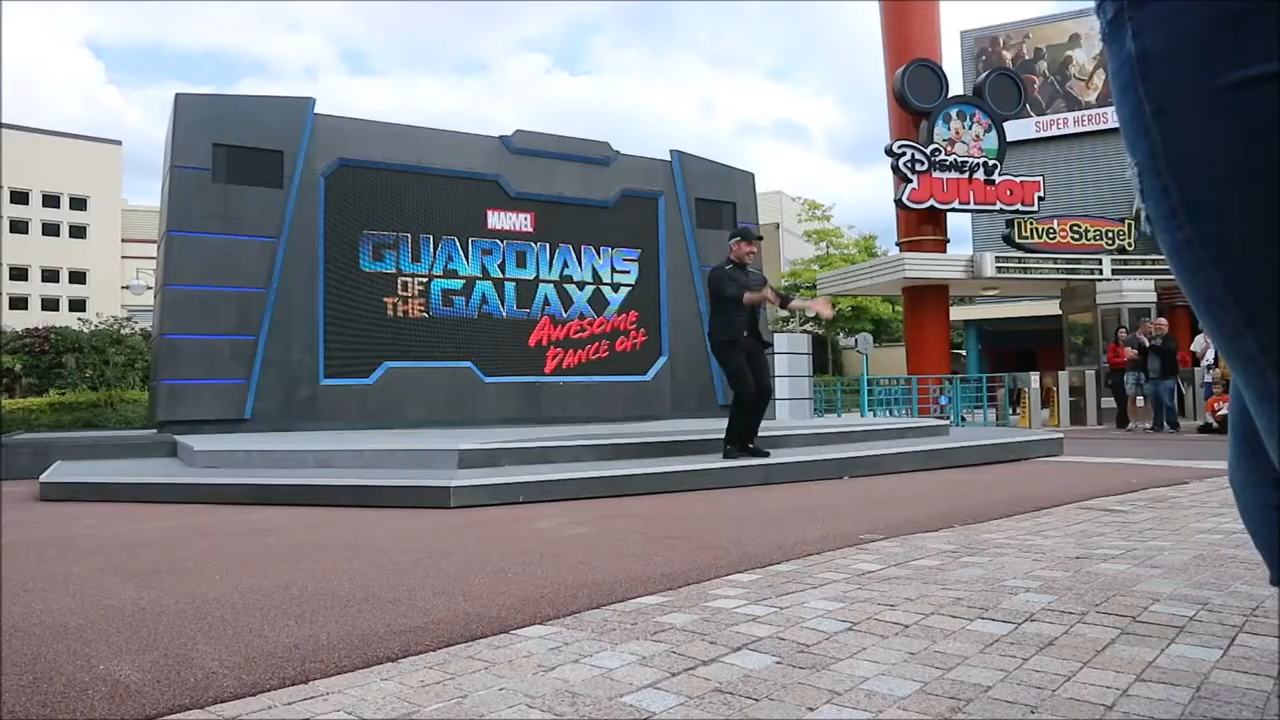 MARVEL
GUARDIANS
OF THE GALAXY
AWESOME
DANCE OFF
SUPER HEROS
Disney
Junior
Live on Stage!